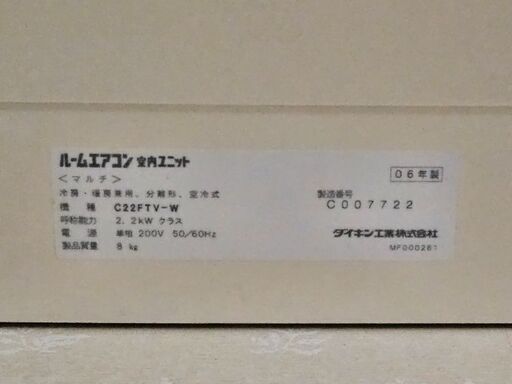 ルームエアコン 室内ユニット
<マルチ>
冷房・暖房兼用、分離形、空冷式
機 種 C22FTV-W
呼称能力 2.2kW クラス
電 源 単相 200V 50/60Hz
製品質量 8 kg
06年製
製造番号
C007722
ダイキン工業株式会社
MF000261